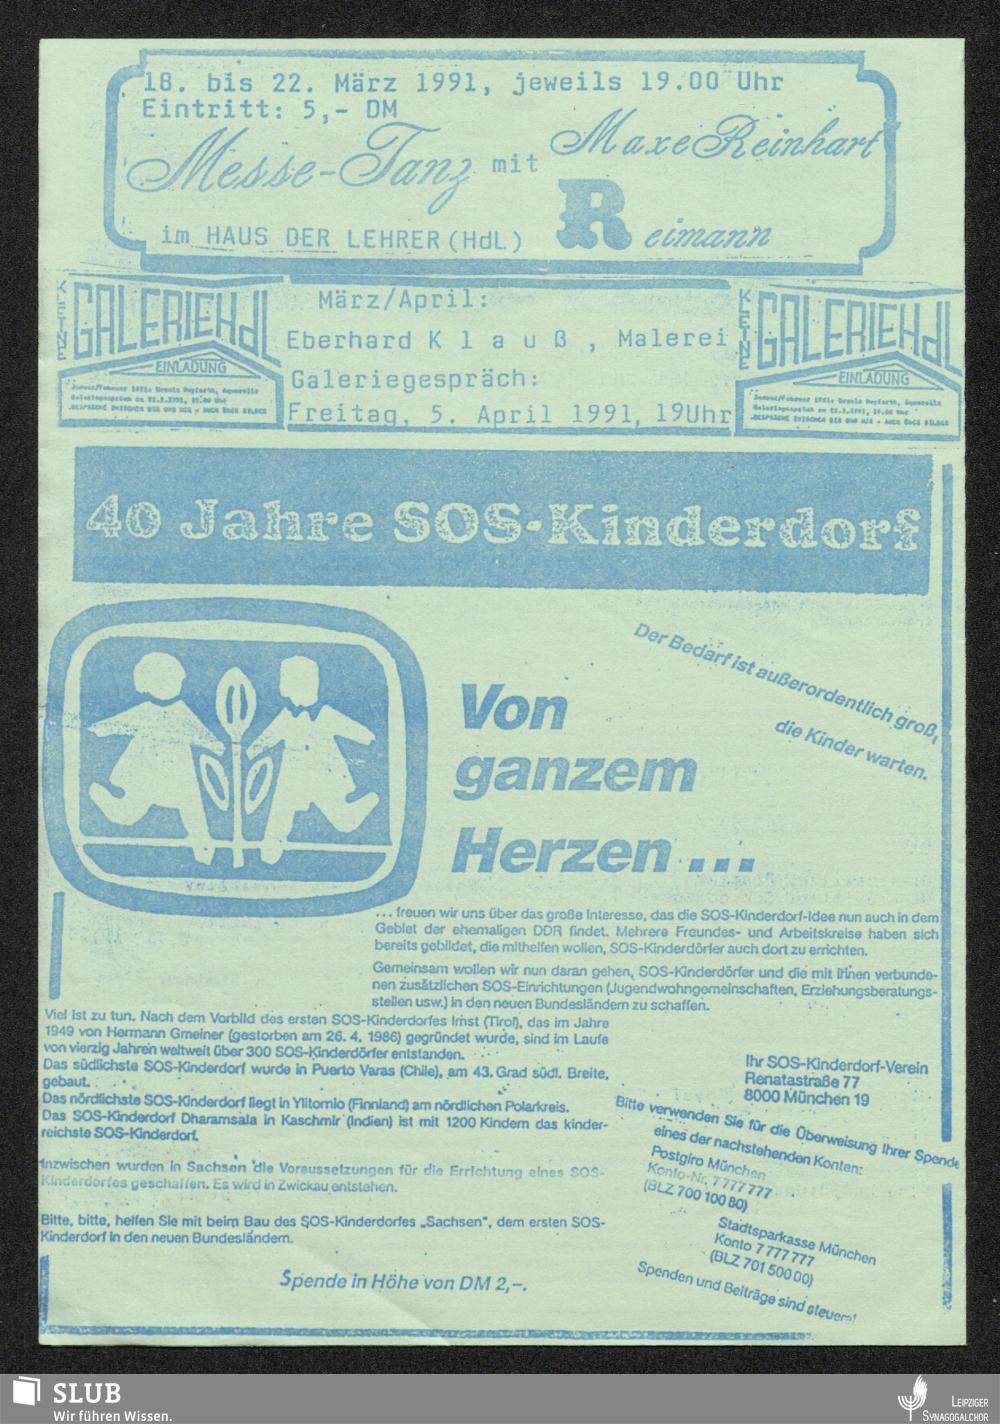 18. bis 22. März 1991, jeweils 19.00 Uhr
Eintritt: 5,- DM
Messe-Tanz mit MaxeReinhart
Reimann
im HAUS DER LEHRER (HdL)
KLEINE
GALERIEHdL
EINLADUNG
März/April:
Eberhard K l a u ß , Malerei
Galeriegespräch:
Freitag, 5. April 1991, 19Uhr
KLEINE
GALERIEHdL
EINLADUNG
40 Jahre SOS-Kinderdorf
Der Bedarf ist außerordentlich groß,
die Kinder warten.
Von
ganzem
Herzen ...
... freuen wir uns über das große Interesse, das die SOS-Kinderdorf-Idee nun auch in dem
Gebiet der ehemaligen DDR findet. Mehrere Freundes- und Arbeitskreise haben sich
bereits gebildet, die mithelfen wollen, SOS-Kinderdörfer auch dort zu errichten.
Gemeinsam wollen wir nun daran gehen, SOS-Kinderdörfer und die mit ihnen verbunde-
nen zusätzlichen SOS-Einrichtungen (Jugendwohngemeinschaften, Erziehungsberatungs-
stellen usw.) in den neuen Bundesländern zu schaffen.
Viel ist zu tun. Nach dem Vorbild des ersten SOS-Kinderdorfes Imst (Tirol), das im Jahre
1949 von Hermann Gmeiner (gestorben am 26. 4. 1986) gegründet wurde, sind im Laufe
von vierzig Jahren weltweit über 300 SOS-Kinderdörfer entstanden.
Das südlichste SOS-Kinderdorf wurde in Puerto Varas (Chile), am 43. Grad südl. Breite,
gebaut.
Das nördlichste SOS-Kinderdorf liegt in Ylitornio (Finnland) am nördlichen Polarkreis.
Das SOS-Kinderdorf Dharamsala in Kaschmir (Indien) ist mit 1200 Kindern das kinder-
reichste SOS-Kinderdorf.
Inzwischen wurden in Sachsen die Voraussetzungen für die Errichtung eines SOS-
Kinderdorfes geschaffen. Es wird in Zwickau entstehen.
Bitte, bitte, helfen Sie mit beim Bau des SOS-Kinderdorfes „Sachsen“, dem ersten SOS-
Kinderdorf in den neuen Bundesländern.
Spende in Höhe von DM 2,-.
Ihr SOS-Kinderdorf-Verein
Renatastraße 77
8000 München 19
Bitte verwenden Sie für die Überweisung Ihrer Spende
eines der nachstehenden Konten:
Postgiro München
Konto-Nr. 7 777 777
(BLZ 700 100 80)
Stadtsparkasse München
Konto 7 777 777
(BLZ 701 500 00)
Spenden und Beiträge sind steuerl
SLUB
Wir führen Wissen.
LEIPZIGER
SYNAGOGALCHOR